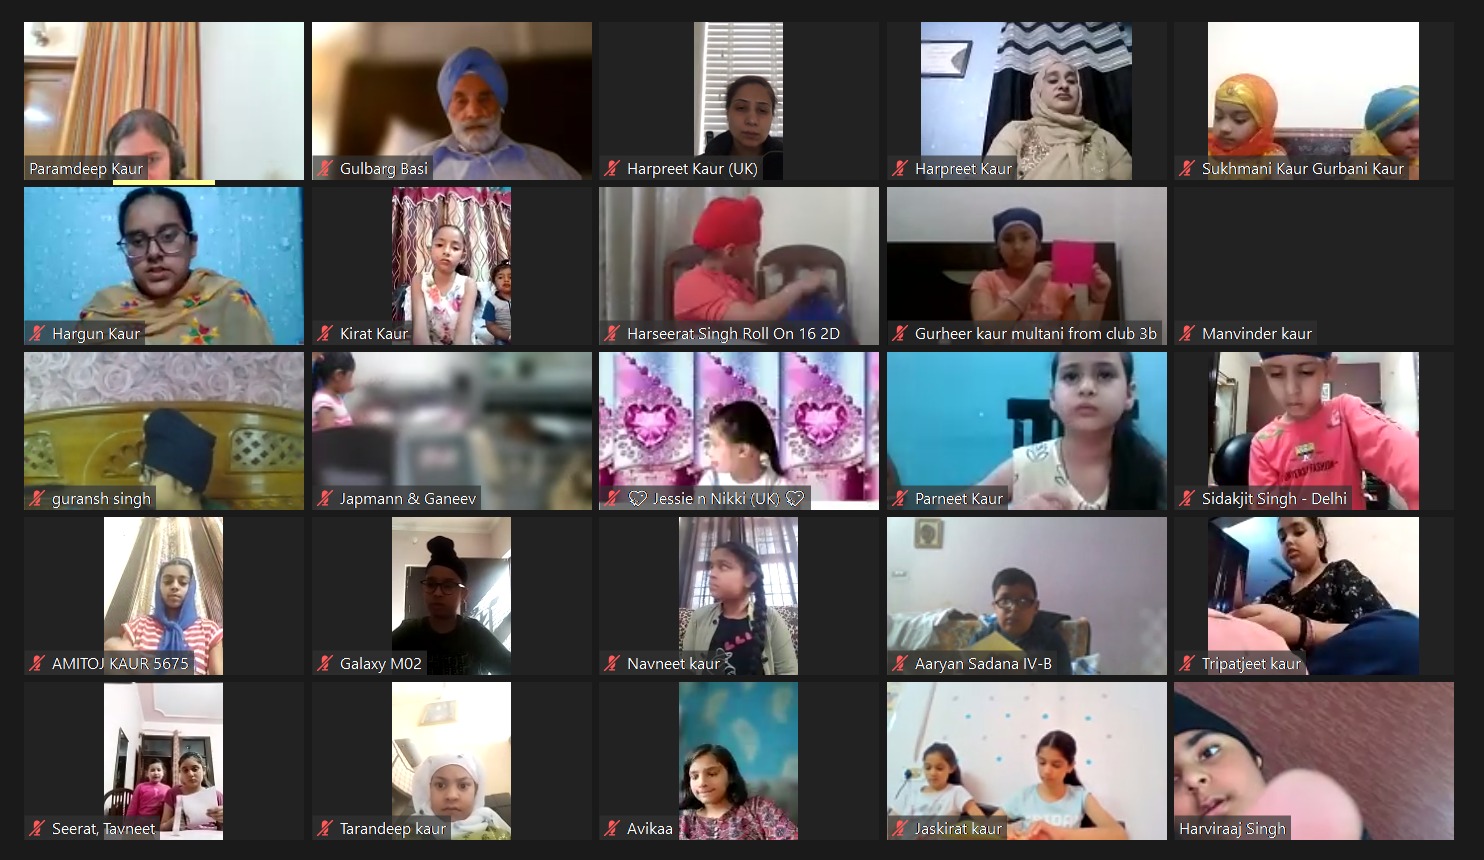 Paramdeep Kaur
Gulbarg Basi
Harpreet Kaur (UK)
Harpreet Kaur
Sukhmani Kaur Gurbani Kaur
Hargun Kaur
Kirat Kaur
Harseerat Singh Roll On 16 2D
Gurheer kaur multani from club 3b
Manvinder kaur
guransh singh
Japmann & Ganeev
♡ Jessie n Nikki (UK) ♡
Parneet Kaur
Sidakjit Singh - Delhi
AMITOJ KAUR 5675
Galaxy M02
Navneet kaur
Aaryan Sadana IV-B
Tripatjeet kaur
Seerat, Tavneet
Tarandeep kaur
Avikaa
Jaskirat kaur
Harviraaj Singh